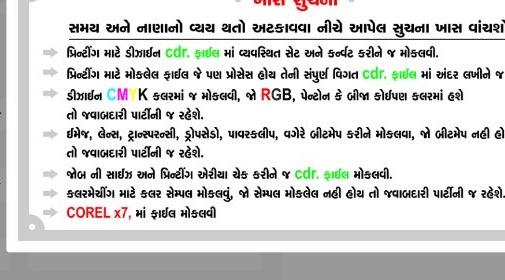 ખાસ સુચના
સમય અને નાણાનો વ્યય થતો અટકાવવા નીચે આપેલ સુચના ખાસ વાંચશો
પ્રિન્ટીંગ માટે ડીઝાઈન cdr. ફાઈલ માં વ્યવસ્થિત સેટ અને કન્વર્ટ કરીને જ મોકલવી.
પ્રિન્ટીંગ માટે મોકલેલ ફાઈલ જે પણ પ્રોસેસ હોય તેની સંપુર્ણ વિગત cdr. ફાઈલ માં અંદર લખીને જ
ડીઝાઈન CMYK કલરમાં જ મોકલવી, જો RGB, પેન્ટોન કે બીજા કોઈપણ કલરમાં હશે
તો જવાબદારી પાર્ટીની જ રહેશે.
ઈમેજ, લેન્સ, ટ્રાન્સપરન્સી, ડ્રોપસેડો, પાવરકલીપ, વગેરે બીટમેપ કરીને મોકલવા, જો બીટમેપ નહી હો
તો જવાબદારી પાર્ટીની જ રહેશે.
જોબ ની સાઈઝ અને પ્રિન્ટીંગ એરીયા ચેક કરીને જ cdr. ફાઈલ મોકલવી.
કલરમેચીંગ માટે કલર સેમ્પલ મોકલવું, જો સેમ્પલ મોકલેલ નહી હોય તો જવાબદારી પાર્ટીની જ રહેશે.
COREL x7, માં ફાઈલ મોકલવી